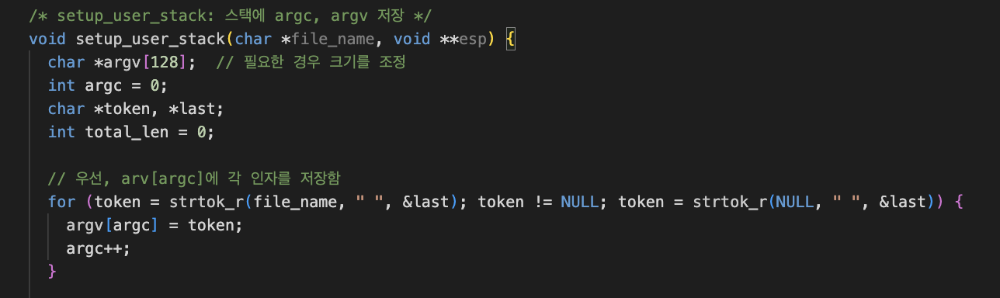 /* setup_user_stack: 스택에 argc, argv 저장 */
void setup_user_stack(char *file_name, void **esp) {
  char *argv[128];  // 필요한 경우 크기를 조정
  int argc = 0;
  char *token, *last;
  int total_len = 0;

  // 우선, arv[argc]에 각 인자를 저장함
  for (token = strtok_r(file_name, " ", &last); token != NULL; token = strtok_r(NULL, " ", &last)) {
    argv[argc] = token;
    argc++;
  }